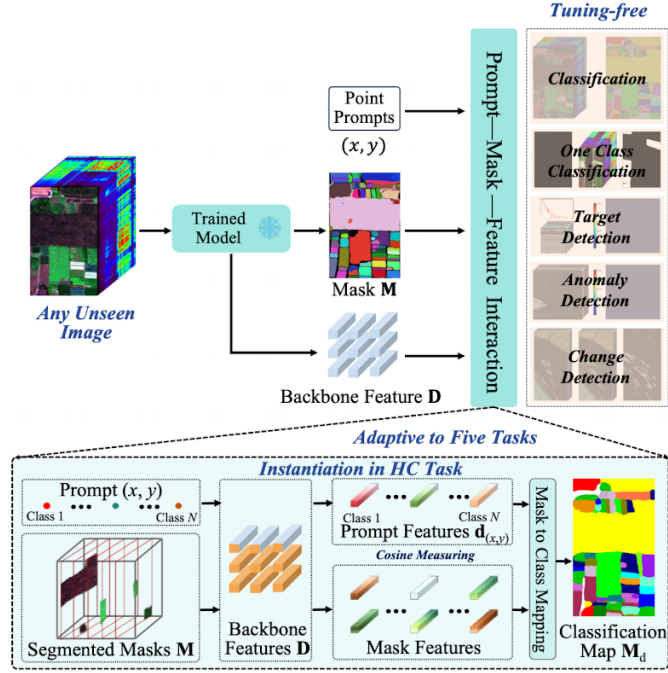 Tuning-free
Point
Prompts
(x, y)
Prompt—Mask —Feature Interaction
Classification
One Class
Classification
Target
Detection
Anomaly
Detection
Change
Detection
Trained
Model
Mask M
Any Unseen
Image
Backbone Feature D
Adaptive to Five Tasks
Instantiation in HC Task
Prompt (x, y)
Class 1
Class N
Segmented Masks M
Backbone
Features D
Class 1
Class N
Prompt Features d(x,y)
Cosine Measuring
Mask Features
Mask to Class Mapping
Classification
Map Md